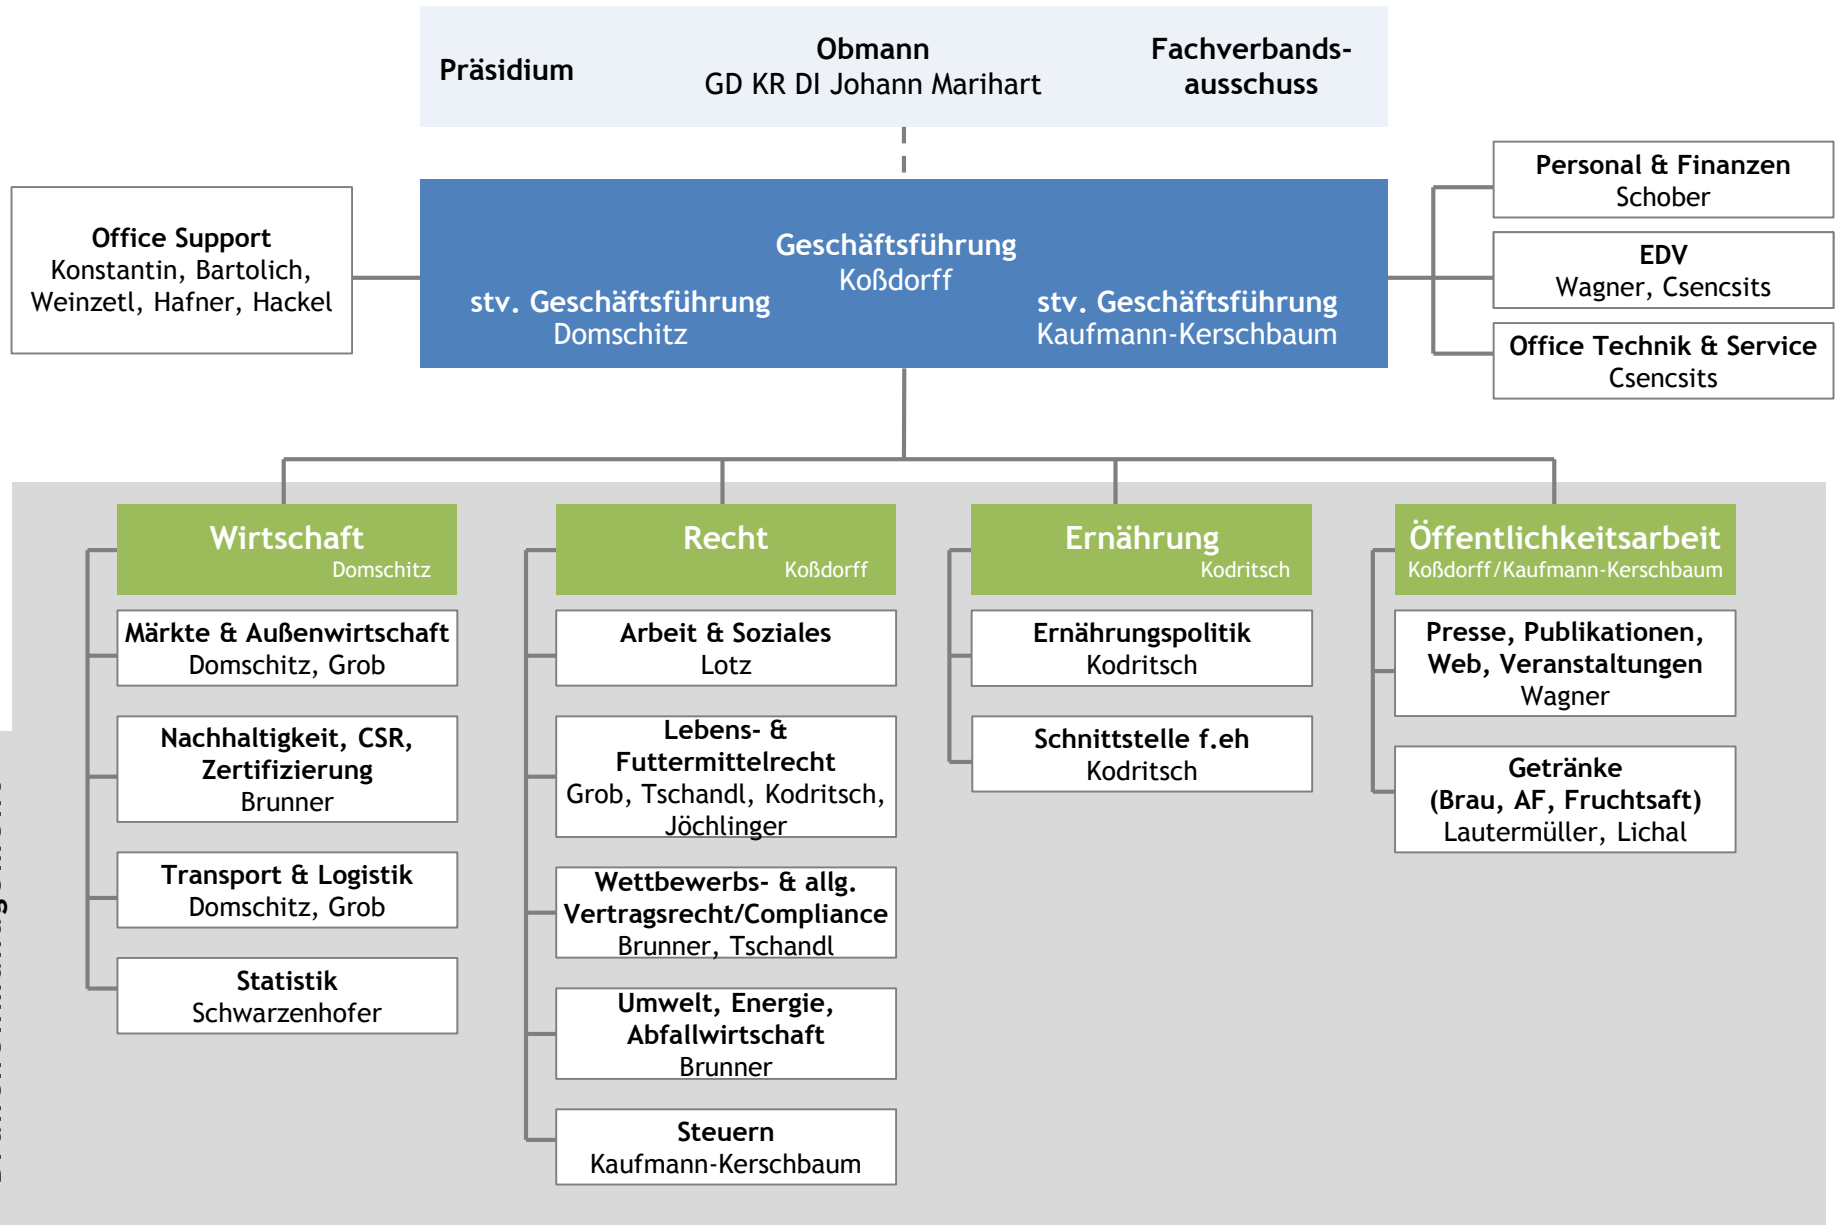 Präsidium
Obmann
GD KR DI Johann Marihart
Fachverbands-
ausschuss
Office Support
Konstantin, Bartolich,
Weinzetl, Hafner, Hackel
Geschäftsführung
Koßdorff
stv. Geschäftsführung
Domschitz
stv. Geschäftsführung
Kaufmann-Kerschbaum
Personal & Finanzen
Schober
EDV
Wagner, Csencsits
Office Technik & Service
Csencsits
Wirtschaft
Domschitz
Märkte & Außenwirtschaft
Domschitz, Grob
Nachhaltigkeit, CSR,
Zertifizierung
Brunner
Transport & Logistik
Domschitz, Grob
Statistik
Schwarzenhofer
Recht
Koßdorff
Arbeit & Soziales
Lotz
Lebens- &
Futtermittelrecht
Grob, Tschandl, Kodritsch,
Jöchlinger
Wettbewerbs- & allg.
Vertragsrecht/Compliance
Brunner, Tschandl
Umwelt, Energie,
Abfallwirtschaft
Brunner
Steuern
Kaufmann-Kerschbaum
Ernährung
Kodritsch
Ernährungspolitik
Kodritsch
Schnittstelle f.eh
Kodritsch
Öffentlichkeitsarbeit
Koßdorff/Kaufmann-Kerschbaum
Presse, Publikationen,
Web, Veranstaltungen
Wagner
Getränke
(Brau, AF, Fruchtsaft)
Lautermüller, Lichal